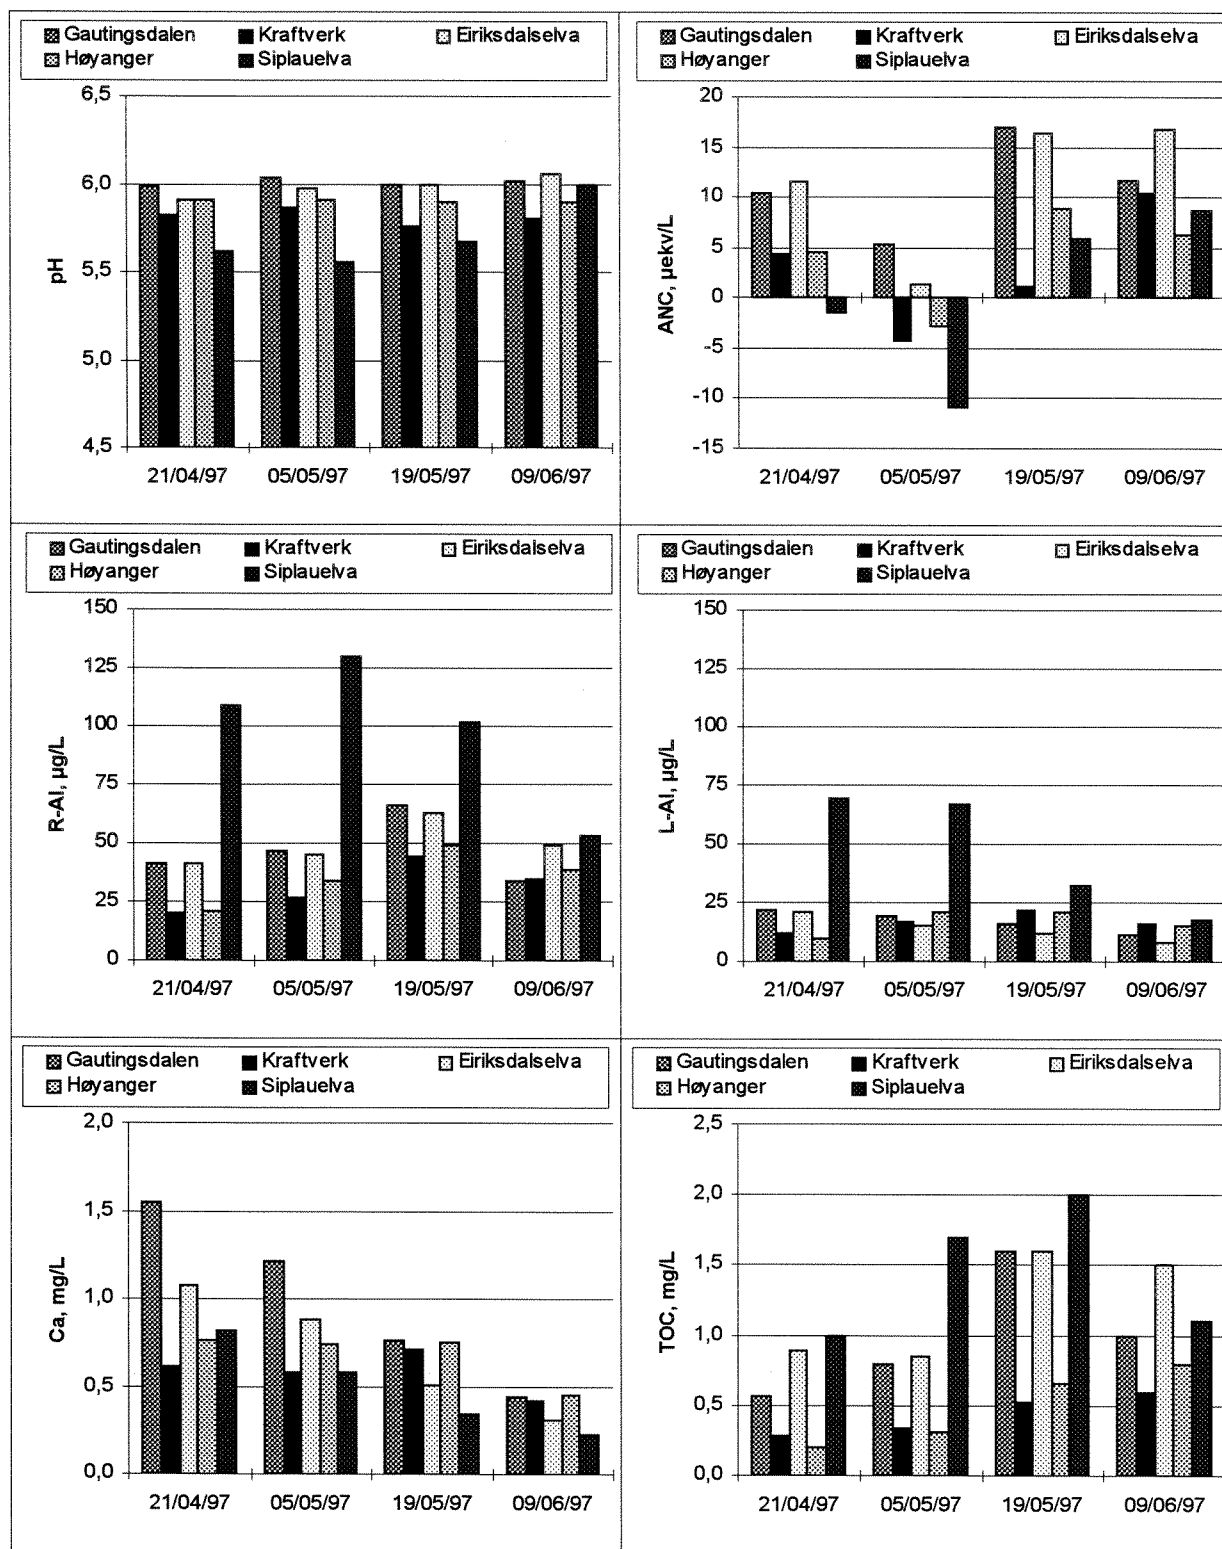 Gautingsdalen Kraftverk Eiriksdalselva
Høyanger Siplauelva
6,5
6,0
5,5
5,0
4,5
pH
21/04/97 05/05/97 19/05/97 09/06/97
Gautingsdalen Kraftverk Eiriksdalselva
Høyanger Siplauelva
20
15
10
5
0
-5
-10
-15
ANC, µekv/L
21/04/97 05/05/97 19/05/97 09/06/97
Gautingsdalen Kraftverk Eiriksdalselva
Høyanger Siplauelva
150
125
100
75
50
25
0
R-Al, µg/L
21/04/97 05/05/97 19/05/97 09/06/97
Gautingsdalen Kraftverk Eiriksdalselva
Høyanger Siplauelva
150
125
100
75
50
25
0
L-Al, µg/L
21/04/97 05/05/97 19/05/97 09/06/97
Gautingsdalen Kraftverk Eiriksdalselva
Høyanger Siplauelva
2,0
1,5
1,0
0,5
0,0
Ca, mg/L
21/04/97 05/05/97 19/05/97 09/06/97
Gautingsdalen Kraftverk Eiriksdalselva
Høyanger Siplauelva
2,5
2,0
1,5
1,0
0,5
0,0
TOC, mg/L
21/04/97 05/05/97 19/05/97 09/06/97